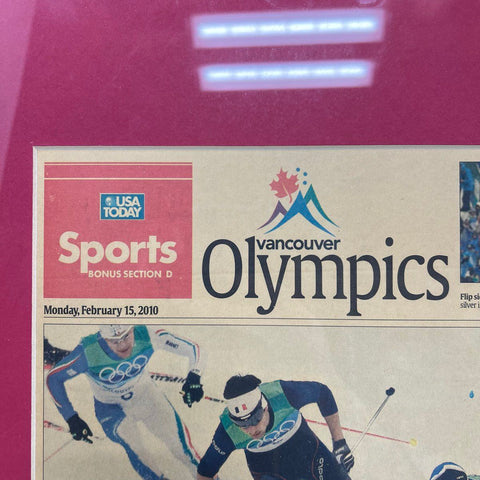 USA
TODAY
Sports
BONUS SECTION D
vancouver
Olympics
Flip si
silver i
Monday, February 15, 2010